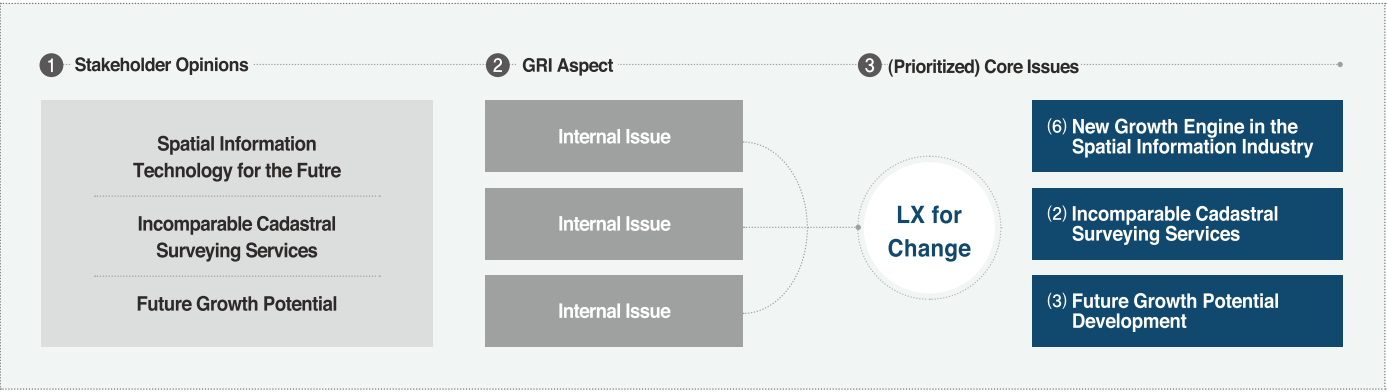 1 Stakeholder Opinions
Spatial Information
Technology for the Futre
Incomparable Cadastral
Surveying Services
Future Growth Potential
2 GRI Aspect
Internal Issue
Internal Issue
Internal Issue
LX for
Change
3 (Prioritized) Core Issues
(6) New Growth Engine in the
Spatial Information Industry
(2) Incomparable Cadastral
Surveying Services
(3) Future Growth Potential
Development